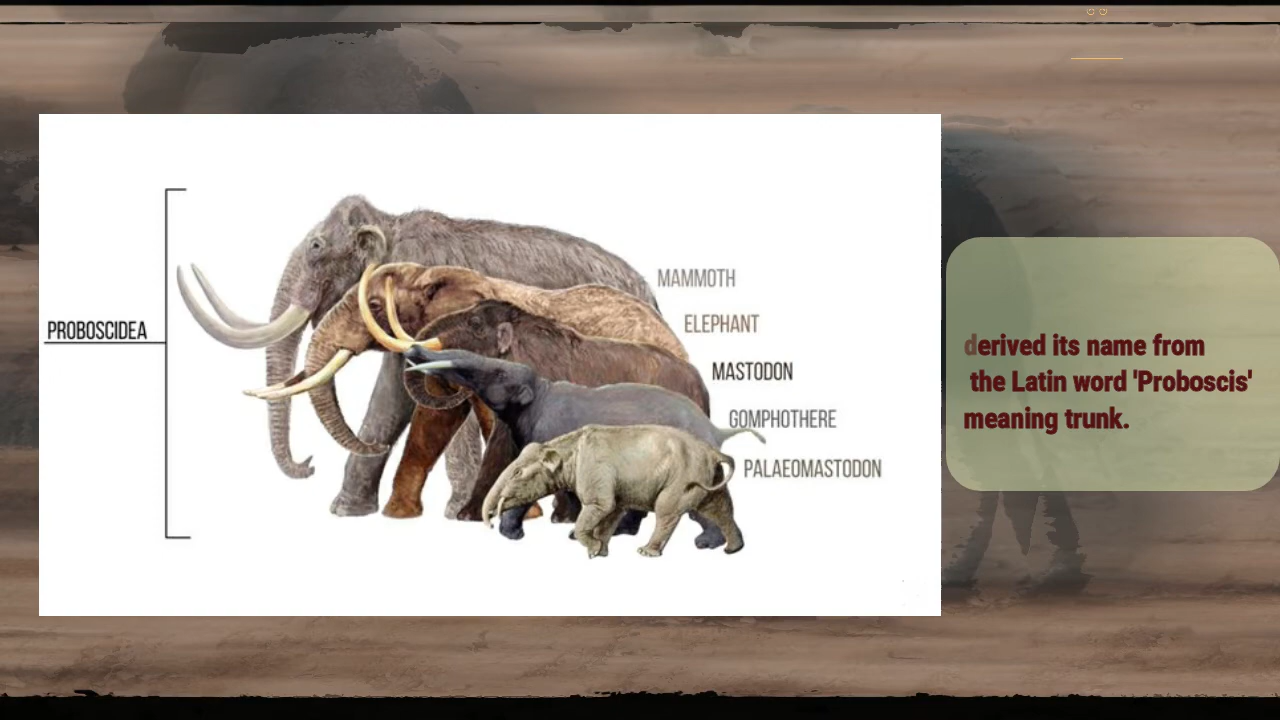 PROBOSCIDEA
MAMMOTH
ELEPHANT
MASTODON
GOMPHOTHERE
PALAEOMASTODON
derived its name from
the Latin word 'Proboscis'
meaning trunk.